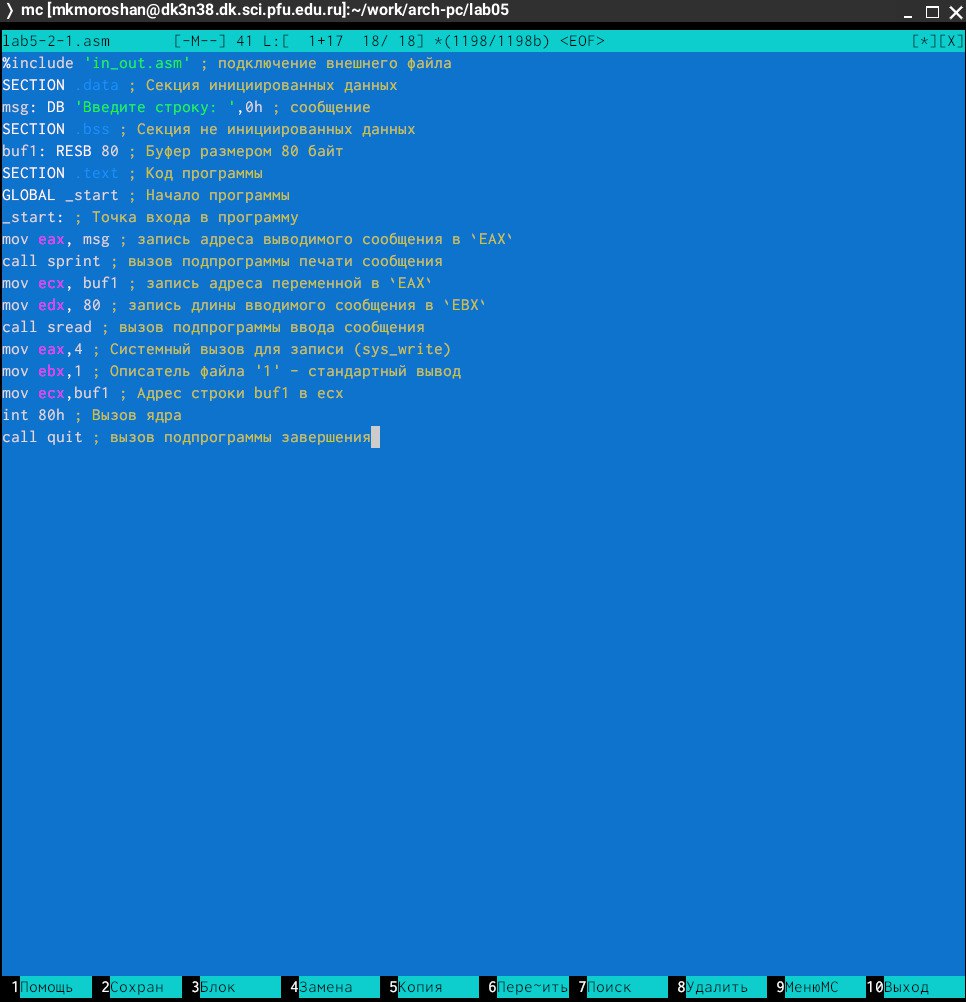 ❭ mc [mkmoroshan@dk3n38.dk.sci.pfu.edu.ru]:~/work/arch-pc/lab05
lab5-2-1.asm [-M--] 41 L:[ 1+17 18/ 18] *(1198/1198b) <EOF> [*][X]
%include 'in_out.asm' ; подключение внешнего файла
SECTION .data ; Секция инициированных данных
msg: DB 'Введите строку: ',0h ; сообщение
SECTION .bss ; Секция не инициированных данных
buf1: RESB 80 ; Буфер размером 80 байт
SECTION .text ; Код программы
GLOBAL _start ; Начало программы
_start: ; Точка входа в программу
mov eax, msg ; запись адреса выводимого сообщения в `EAX`
call sprint ; вызов подпрограммы печати сообщения
mov ecx, buf1 ; запись адреса переменной в `EAX`
mov edx, 80 ; запись длины вводимого сообщения в `EBX`
call sread ; вызов подпрограммы ввода сообщения
mov eax,4 ; Системный вызов для записи (sys_write)
mov ebx,1 ; Описатель файла '1' - стандартный вывод
mov ecx,buf1 ; Адрес строки buf1 в ecx
int 80h ; Вызов ядра
call quit ; вызов подпрограммы завершения
1Помощь 2Сохран 3Блок 4Замена 5Копия 6Пере~ить 7Поиск 8Удалить 9МенюMC 10Выход